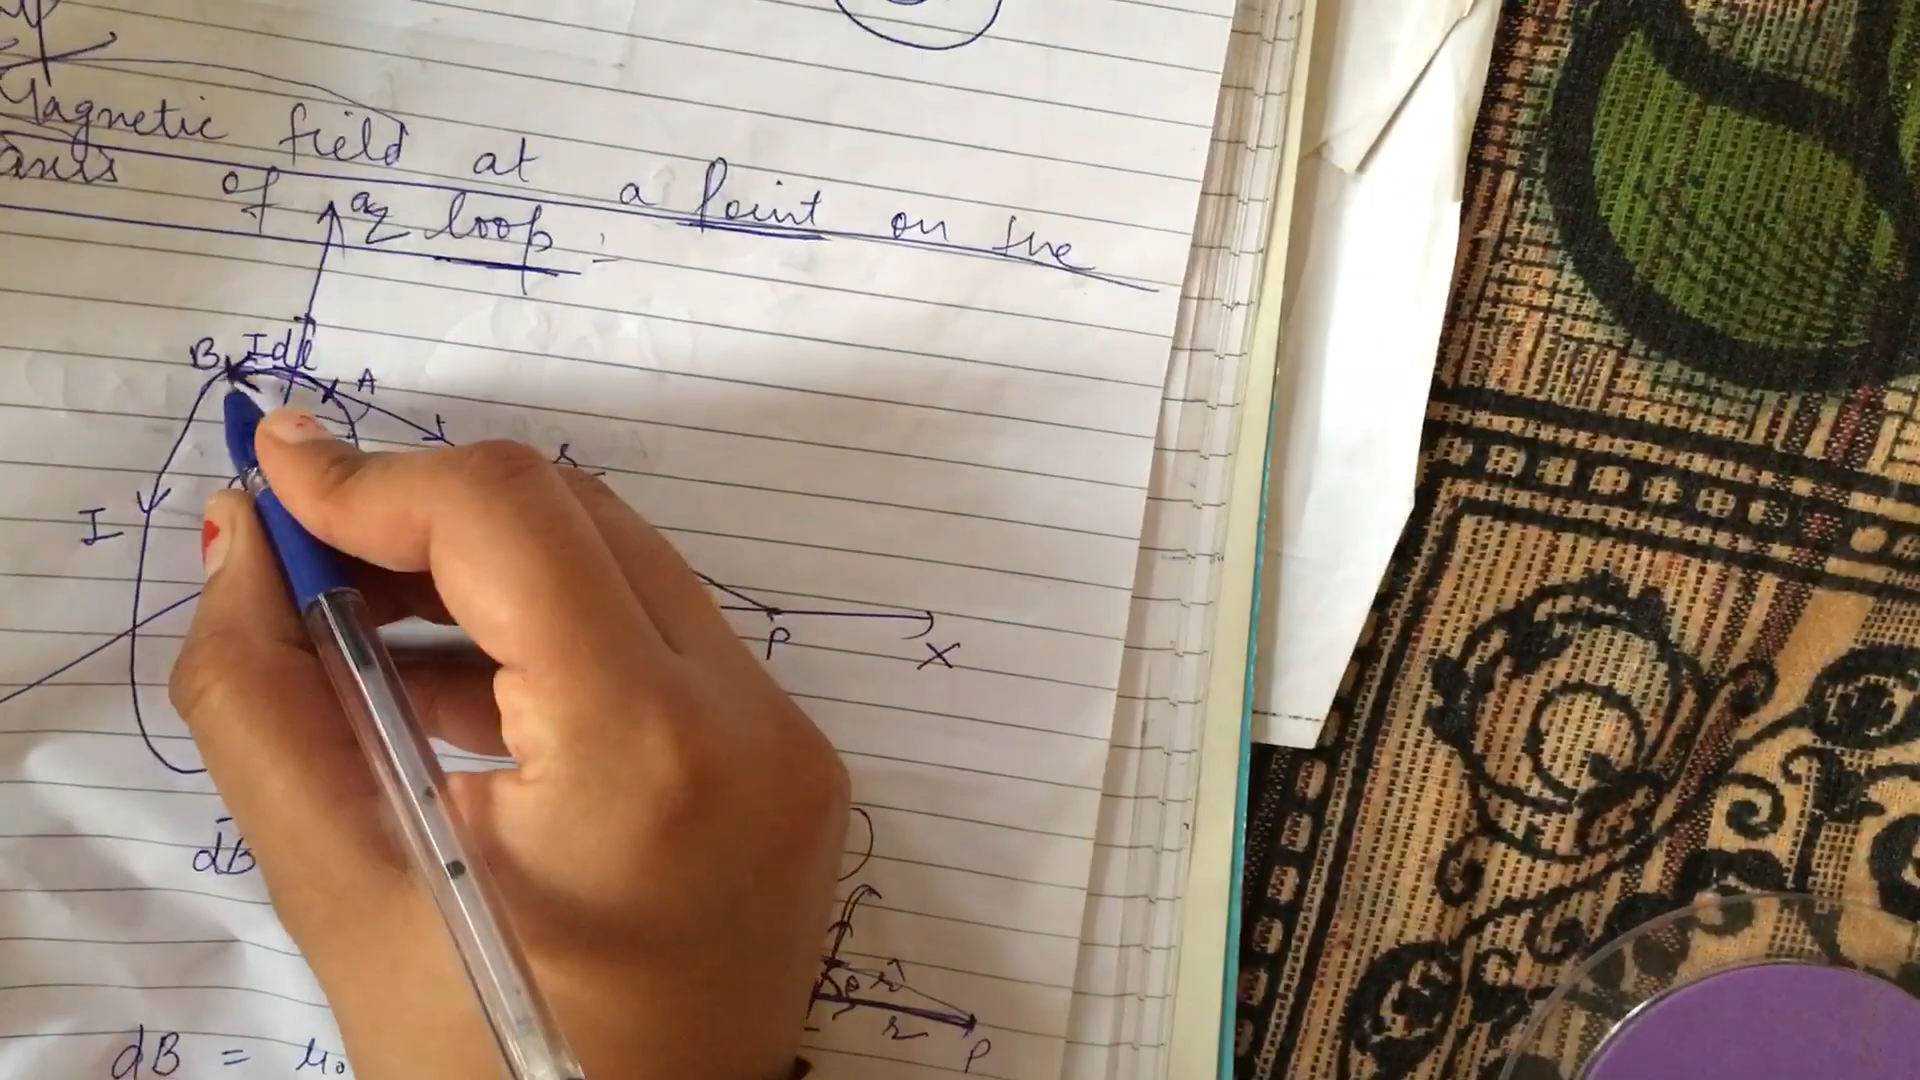 Magnetic field at a Point on the
axis of a loop :-
B Idl A
r
I
P
X
dB
θ r
r
P
dB = μ₀